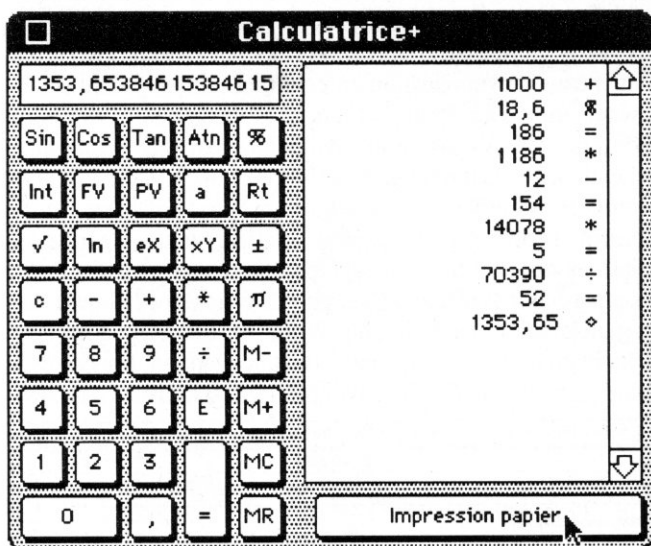 Calculatrice+
1353,65384615384615
Sin Cos Tan Atn %
Int FV PV a Rt
√ ln eX xY ±
c - + * π
7 8 9 ÷ M-
4 5 6 E M+
1 2 3 MC
0 , = MR
1000 +
18,6 %
186 =
1186 *
12 -
154 =
14078 *
5 =
70390 ÷
52 =
1353,65 ⋄
Impression papier